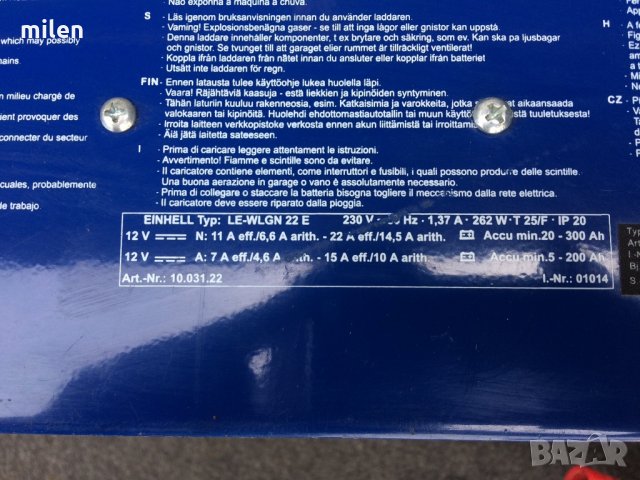 milen
Não exponha a máquina à chuva.
S - Läs igenom bruksanvisningen innan du använder laddaren.
- Varning! Explosionsbenägna gaser - se till att inga lågor eller gnistor kan uppstå.
- Denna laddare innehåller komponenter, t ex brytare och säkring, som ev. Kan ska pa ljusbagar
och gnistor. Se tvunget till att garaget eller rummet är tillräckligt ventilerat!
- Koppla ifrån laddaren från nätet innan du ansluter eller kopplar ifrån batteriet
- Utsätt inte laddaren för regn.
which may possibly
mains.
FIN - Ennen latausta tulee käyttöohje lukea huolella läpi.
- Vaara! Räjähtäviä kaasuja - estä liekkien ja kipinöiden syntyminen.
- Tähän laturiin kuuluu rakenneosia, esim. Katkaisimia ja varokkeita, jotka aikaansaada
valokaaren tai kipinöitä. Huolehdi ehdottomasti autotallin tai muun käyttö tuuletuksesta!
- Irroita laitteen verkkopistoke verkosta ennen akun liittämistä tai irroittamis
- Älä jätä laitetta sateeseen.
en milieu chargé de
ient provoquer des
connecter du secteur
I - Prima di caricare leggere attentamente le istruzioni.
- Avvertimento! Fiamme e scintille sono da evitare.
- Il caricatore contiene elementi, come interruttori e fusibili, i quali possono produrre delle scintille.
Una buona aerazione in garage o vano è assolutamente necessario.
- Prima di collegare o staccare la batteria bisogna togliere il meccanismo dalla rete elettrica.
- Il caricatore deve essere riparato dalla pioggia.
cuales, probablemente
de trabajo
H
CZ
EINHELL Typ: LE-WLGN 22 E 230 V · Hz · 1,37 A · 262 W · T 25/F · IP 20
12 V N: 11 A eff./6,6 A arith. - 22 A eff./14,5 A arith. Accu min. 20 - 300 Ah
12 V A: 7 A eff./4,6 A arith. - 15 A eff./10 A arith. Accu min. 5 - 200 Ah
Art.-Nr.: 10.031.22 I.-Nr.: 01014
BAZAR